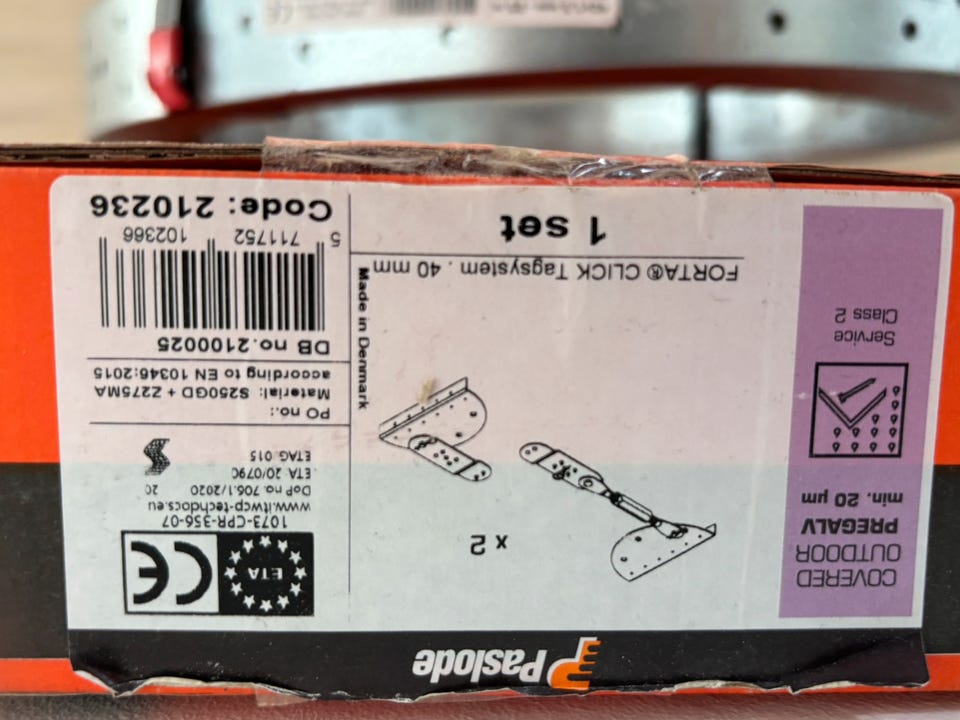 Paslode
COVERED
OUTDOOR
PREGALV
min. 20 µm
Service
Class 2
x 2
FORTA® CLICK Tagsystem . 40 mm
1 set
ETA
CE
1073-CPR-356-07
www.itwcp-techdocs.eu
DoP no. 706.1/2020
20
ETA 20/0790
ETAG 015
PO no.:
Material: S250GD + Z275MA
according to EN 10346:2015
DB no. 2100025
5 711752 102366
Code: 210236
Made in Denmark